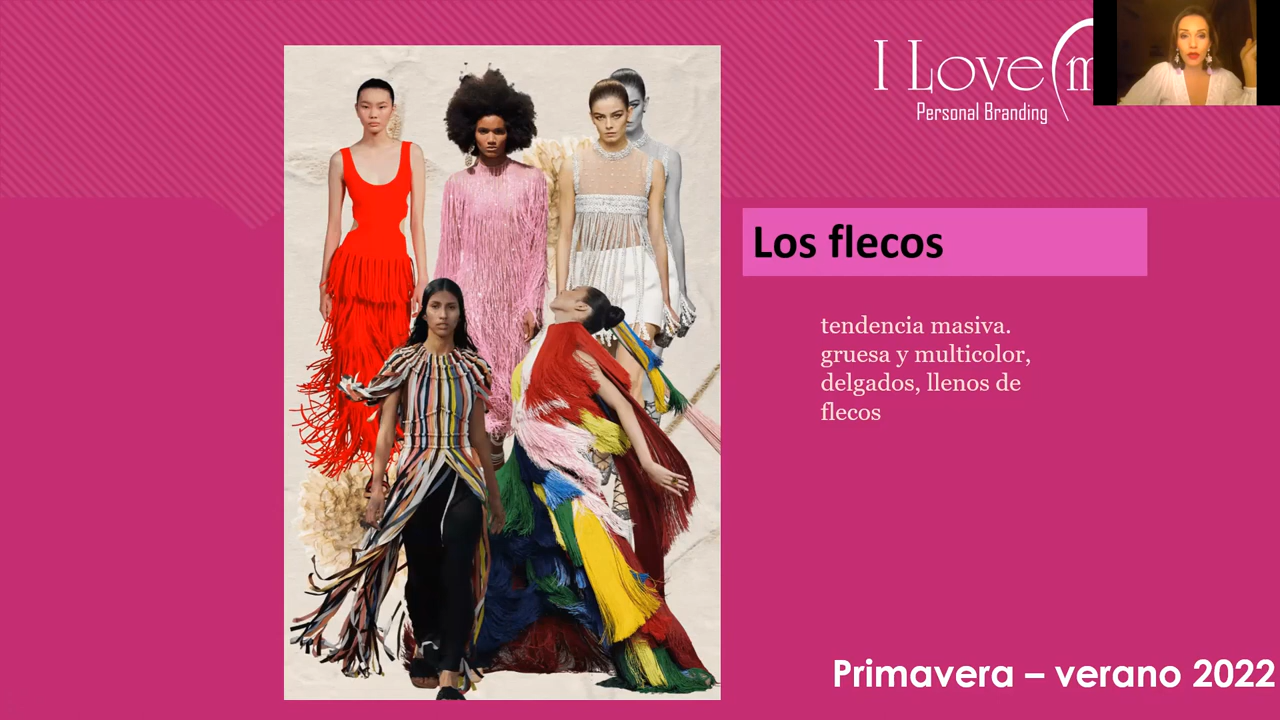 I Love m
Personal Branding
Los flecos
tendencia masiva.
gruesa y multicolor,
delgados, llenos de
flecos
Primavera – verano 2022